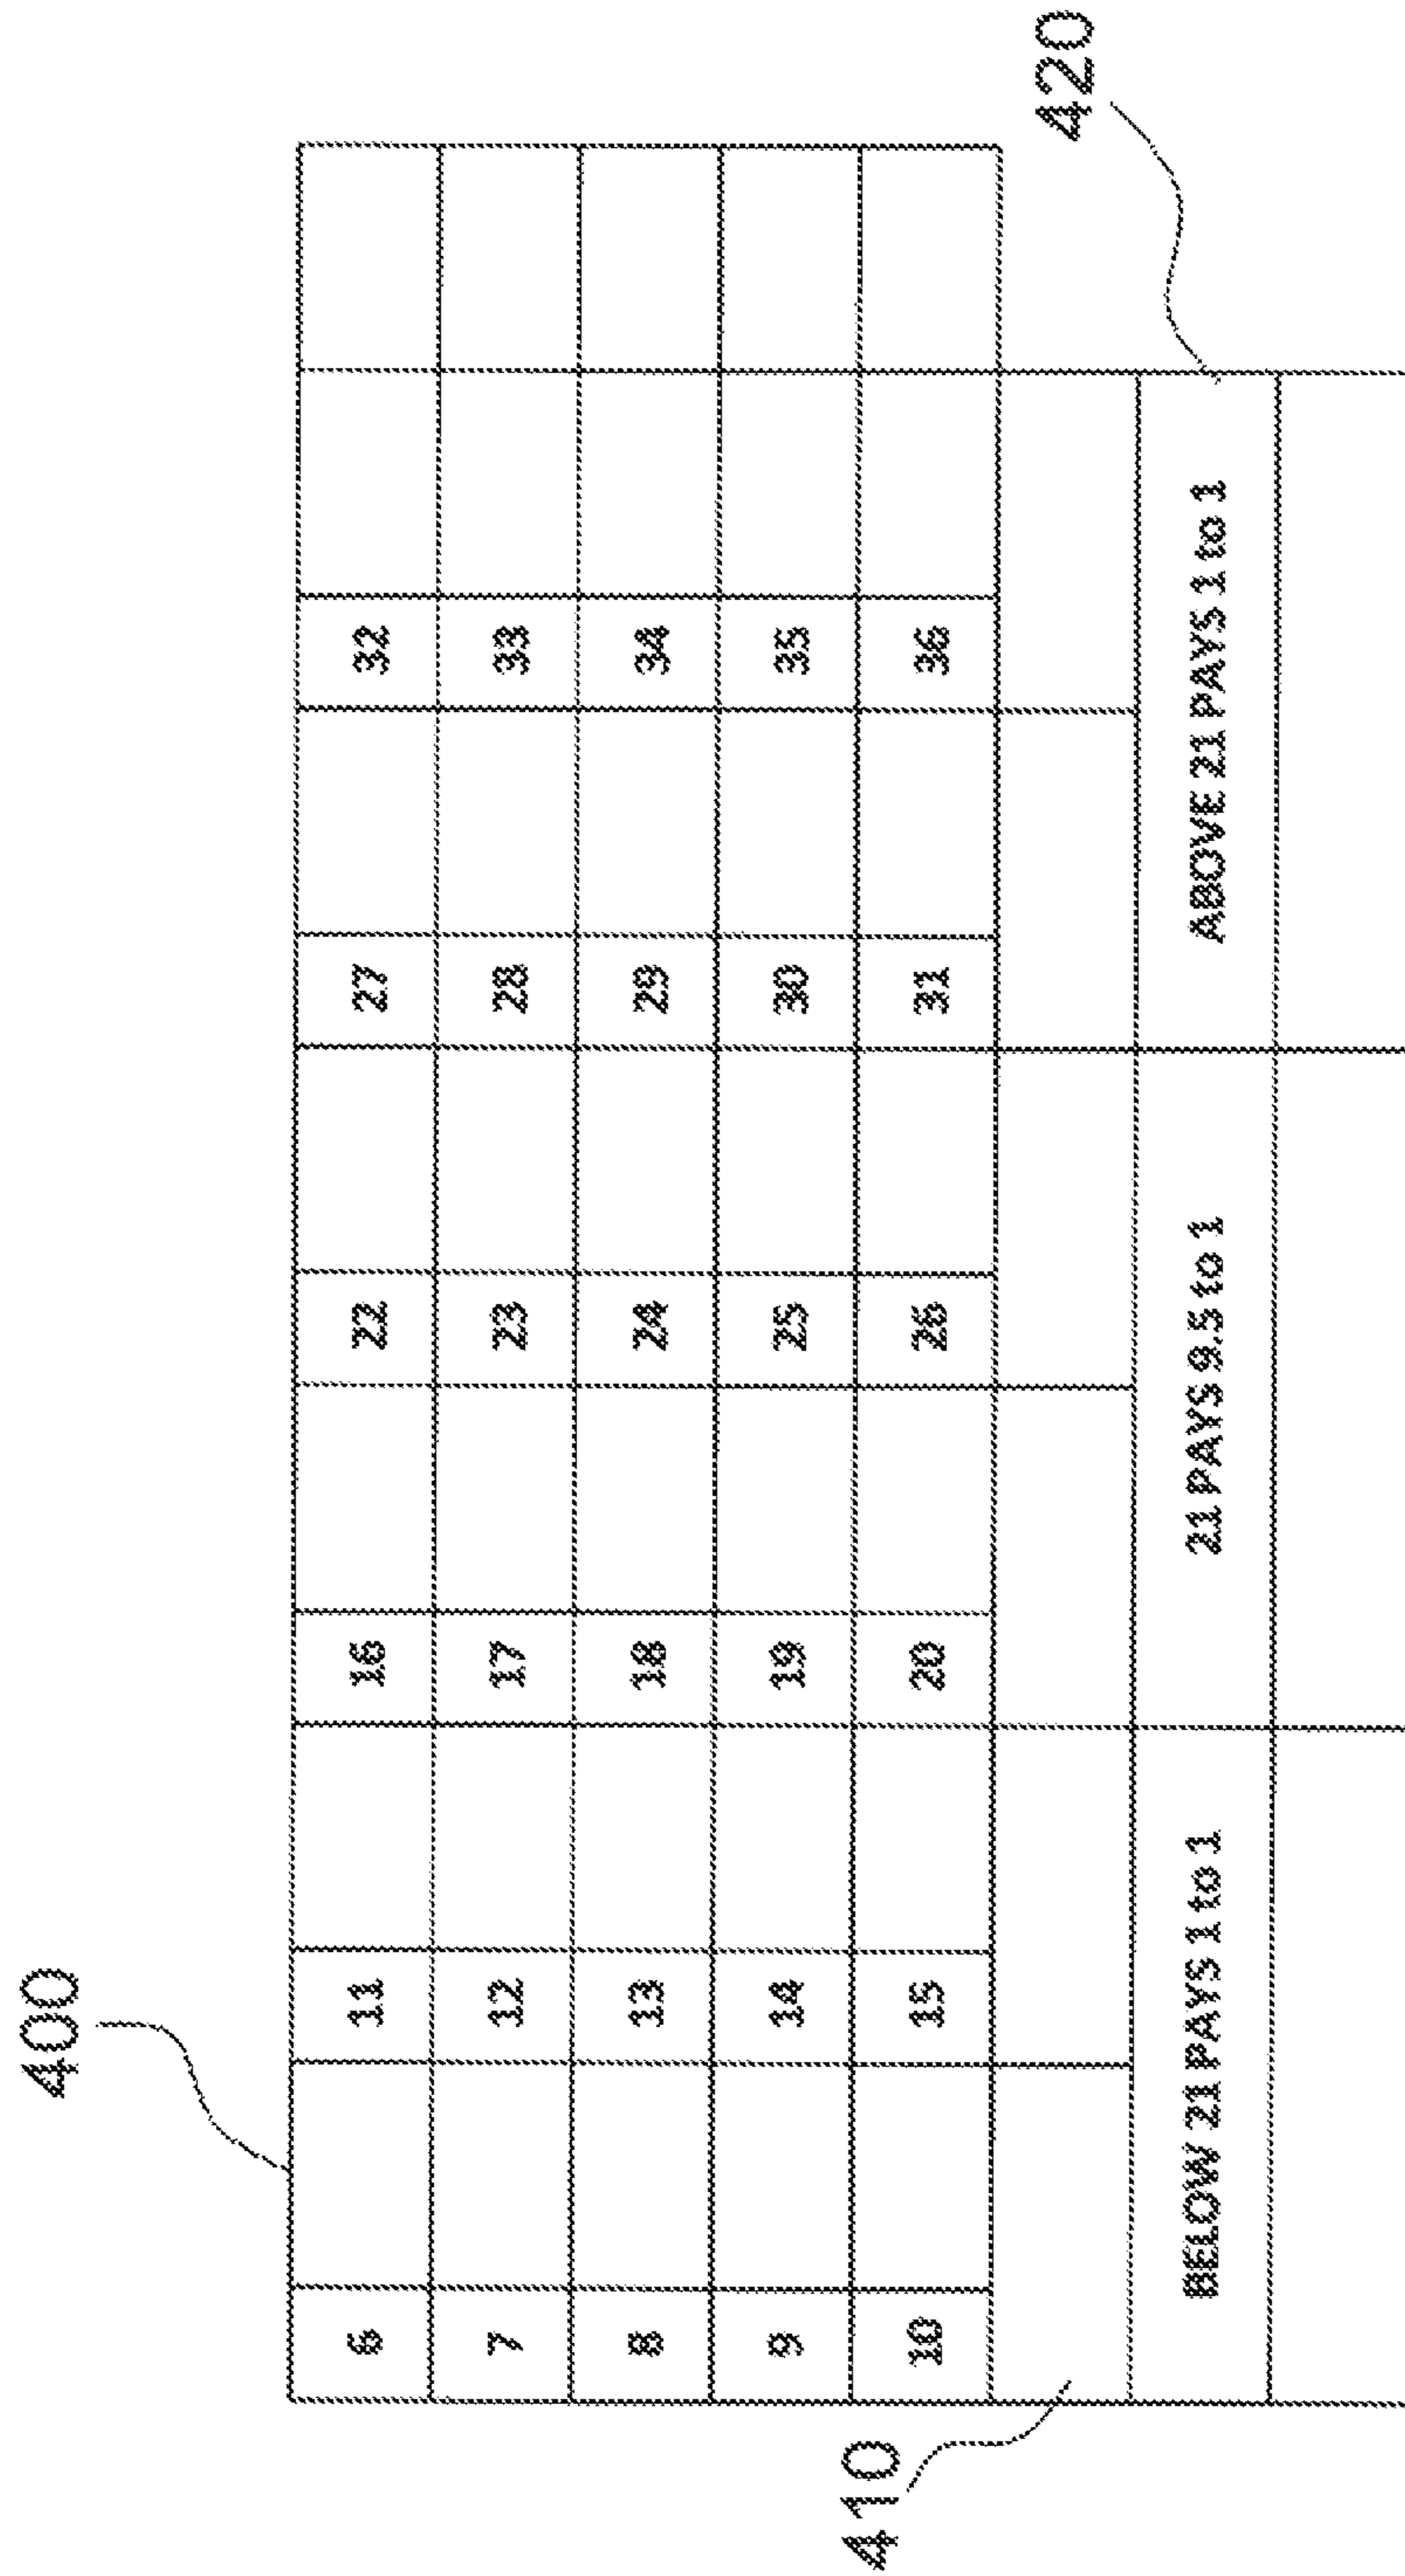 400
6 11 16 22 27 32
7 12 17 23 28 33
8 13 18 24 29 34
9 14 19 25 30 35
410
10 15 20 26 31 36
420
BELOW 21 PAYS 1 to 1
21 PAYS 9.5 to 1
ABOVE 21 PAYS 1 to 1